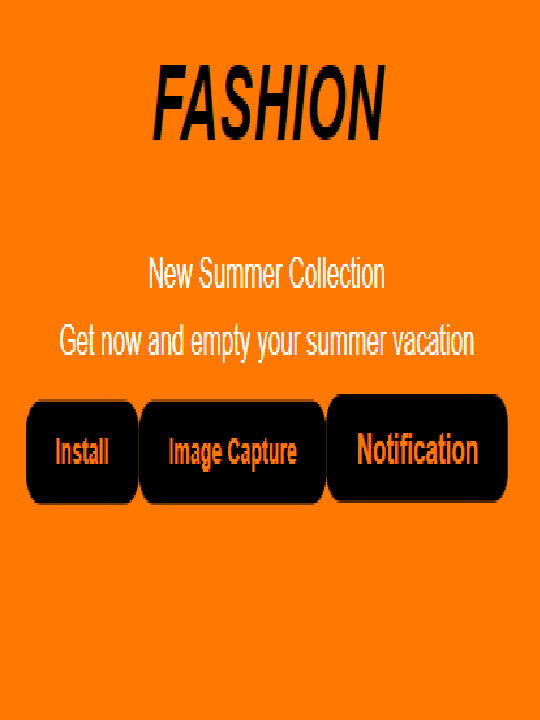 FASHION
New Summer Collection
Get now and empty your summer vacation
Install Image Capture Notification